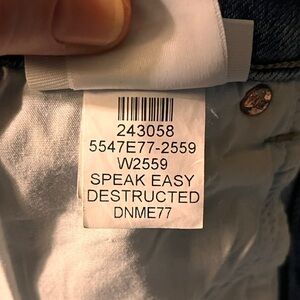 243058
5547E77-2559
W2559
SPEAK EASY
DESTRUCTED
DNME77